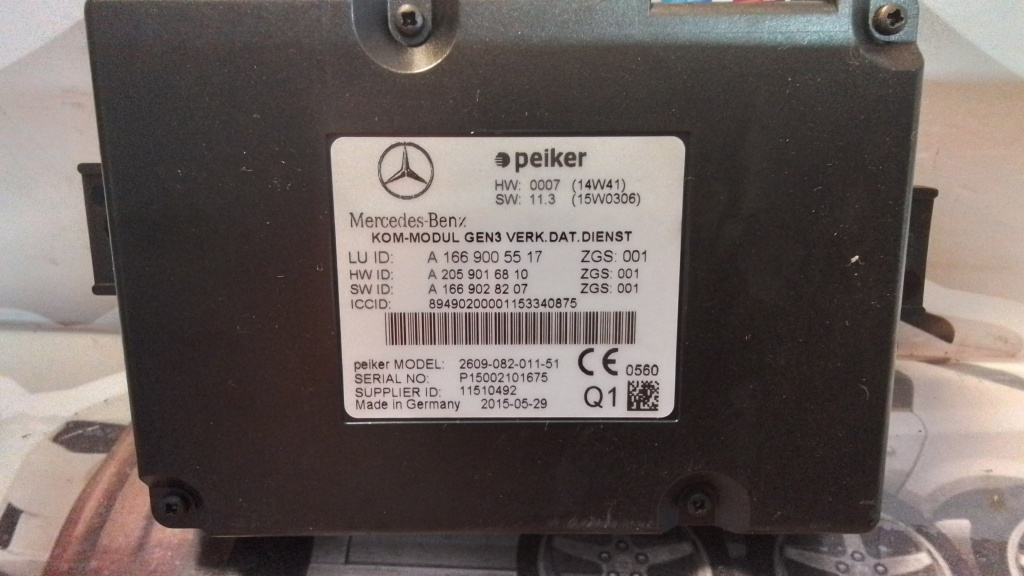 peiker
HW: 0007 (14W41)
SW: 11.3 (15W0306)
Mercedes-Benz
KOM-MODUL GEN3 VERK.DAT.DIENST
LU ID: A 166 900 55 17 ZGS: 001
HW ID: A 205 901 68 10 ZGS: 001
SW ID: A 166 902 82 07 ZGS: 001
ICCID: 89490200001153340875
peiker MODEL: 2609-082-011-51
SERIAL NO: P15002101675
SUPPLIER ID: 11510492
Made in Germany 2015-05-29
CE 0560
Q1